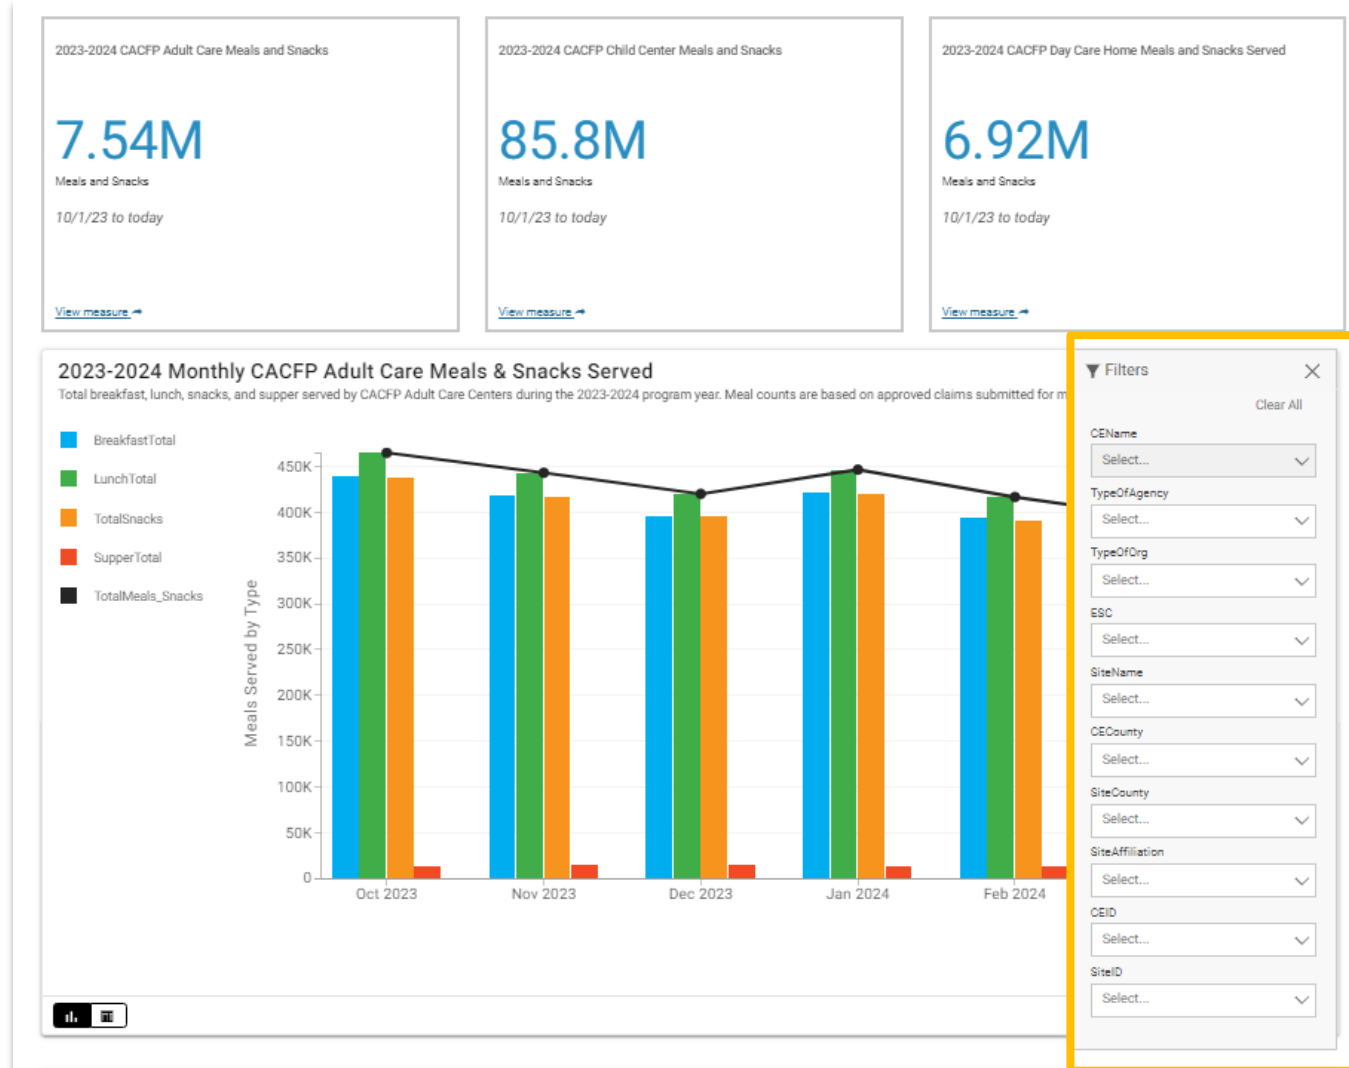 2023-2024 CACFP Adult Care Meals and Snacks
7.54M
Meals and Snacks
10/1/23 to today
View measure
2023-2024 CACFP Child Center Meals and Snacks
85.8M
Meals and Snacks
10/1/23 to today
View measure
2023-2024 CACFP Day Care Home Meals and Snacks Served
6.92M
Meals and Snacks
10/1/23 to today
View measure
2023-2024 Monthly CACFP Adult Care Meals & Snacks Served
Total breakfast, lunch, snacks, and supper served by CACFP Adult Care Centers during the 2023-2024 program year. Meal counts are based on approved claims submitted for m
BreakfastTotal
LunchTotal
TotalSnacks
SupperTotal
TotalMeals_Snacks
Meals Served by Type
450K
400K
350K
300K
250K
200K
150K
100K
50K
0
Oct 2023
Nov 2023
Dec 2023
Jan 2024
Feb 2024
Filters
Clear All
CEName
Select...
TypeOfAgency
Select...
TypeOfOrg
Select...
ESC
Select...
SiteName
Select...
CECounty
Select...
SiteCounty
Select...
SiteAffiliation
Select...
CEID
Select...
SiteID
Select...